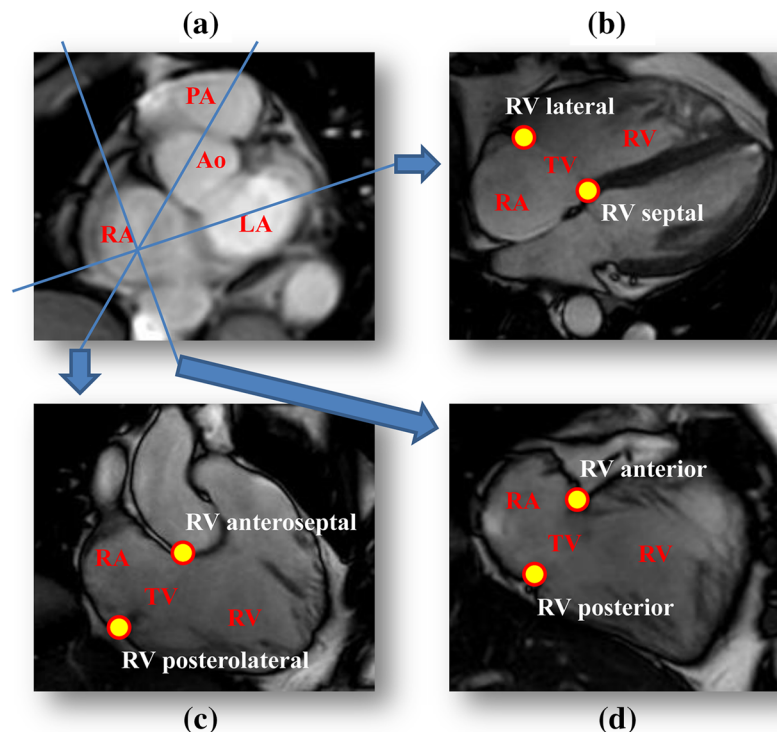 (a)
(b)
PA
Ao
RA
LA
RV lateral
RV
TV
RA
RV septal
RV anteroseptal
RA
TV
RV
RV posterolateral
RV anterior
RA
TV
RV
RV posterior
(c)
(d)